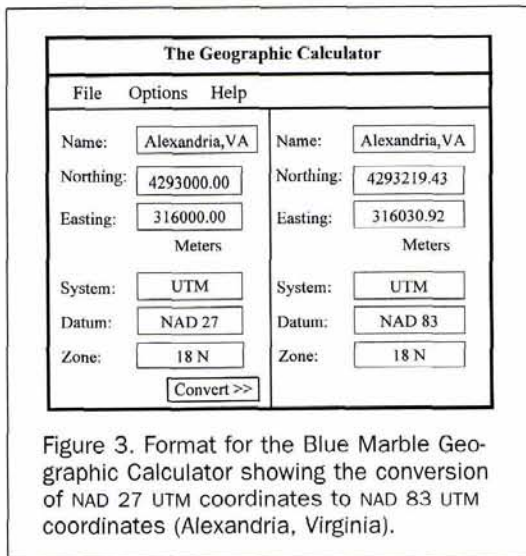 The Geographic Calculator
File Options Help
Name: Alexandria,VA
Northing: 4293000.00
Easting: 316000.00
Meters
System: UTM
Datum: NAD 27
Zone: 18 N
Convert >>
Name: Alexandria,VA
Northing: 4293219.43
Easting: 316030.92
Meters
System: UTM
Datum: NAD 83
Zone: 18 N
Figure 3. Format for the Blue Marble Geo-
graphic Calculator showing the conversion
of NAD 27 UTM coordinates to NAD 83 UTM
coordinates (Alexandria, Virginia).